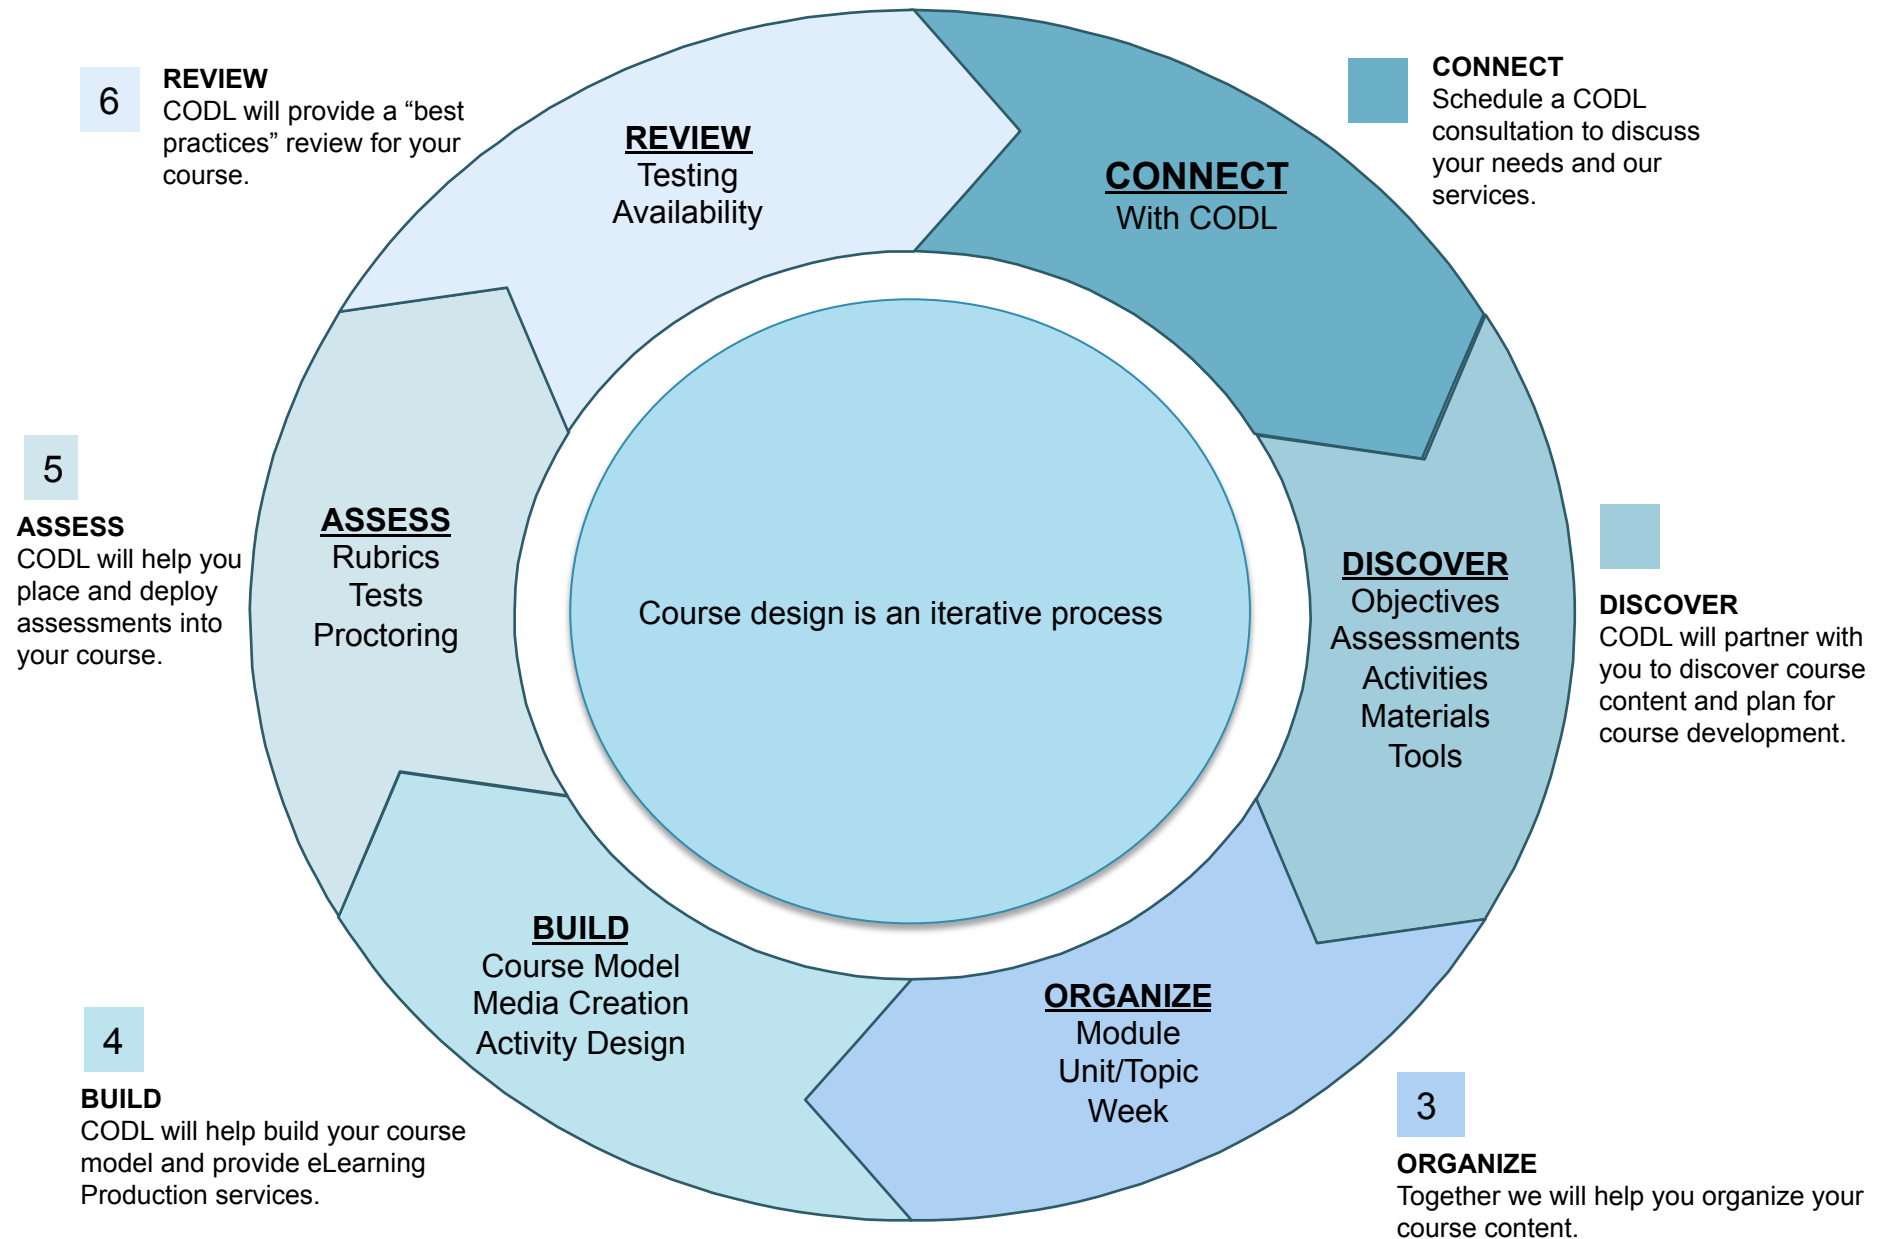 6
REVIEW
CODL will provide a “best
practices” review for your
course.
REVIEW
Testing
Availability
CONNECT
With CODL
CONNECT
Schedule a CODL
consultation to discuss
your needs and our
services.
5
ASSESS
CODL will help you
place and deploy
assessments into
your course.
ASSESS
Rubrics
Tests
Proctoring
Course design is an iterative process
DISCOVER
Objectives
Assessments
Activities
Materials
Tools
DISCOVER
CODL will partner with
you to discover course
content and plan for
course development.
BUILD
Course Model
Media Creation
Activity Design
ORGANIZE
Module
Unit/Topic
Week
4
BUILD
CODL will help build your course
model and provide eLearning
Production services.
3
ORGANIZE
Together we will help you organize your
course content.